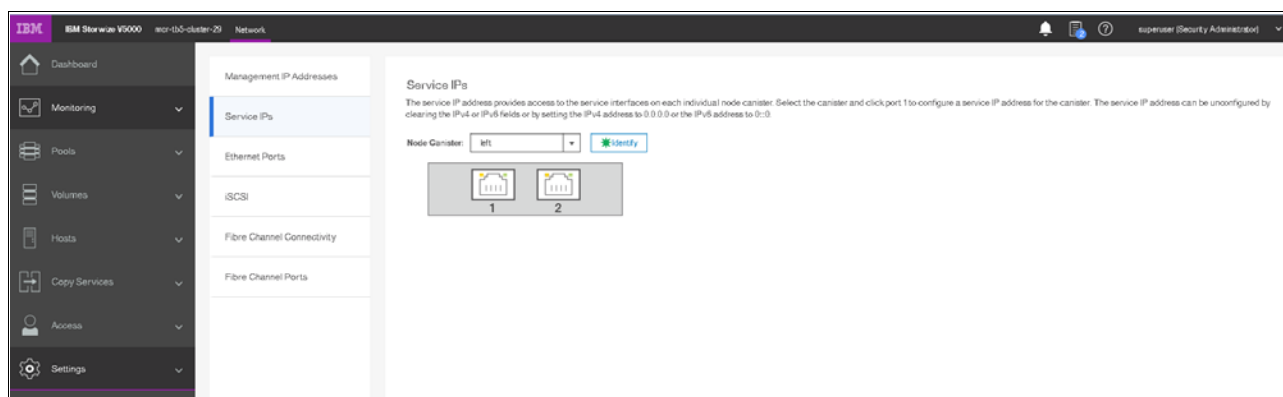 IBM
IBM Storwize V5000
mcr-tb5-cluster-29
Network
2
superuser (Security Administrator)
Dashboard
Monitoring
Pools
Volumes
Hosts
Copy Services
Access
Settings
Management IP Addresses
Service IPs
Ethernet Ports
iSCSI
Fibre Channel Connectivity
Fibre Channel Ports
Service IPs
The service IP address provides access to the service interfaces on each individual node canister. Select the canister and click port 1 to configure a service IP address for the canister. The service IP address can be unconfigured by
clearing the IPv4 or IPv6 fields or by setting the IPv4 address to 0.0.0.0 or the IPv6 address to 0::0.
Node Canister:
left
Identify
1
2